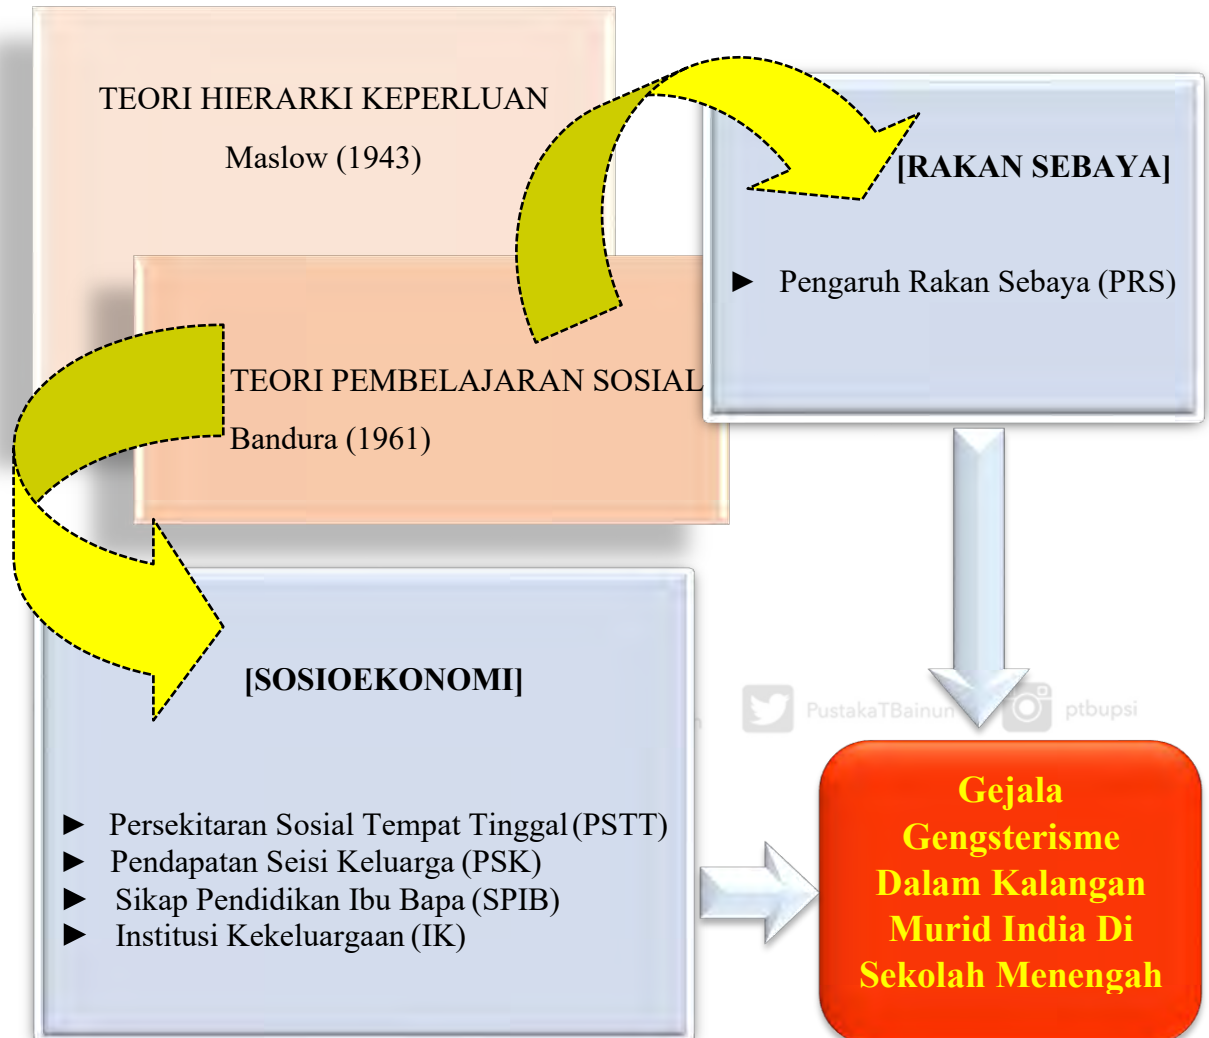 TEORI HIERARKI KEPERLUAN
Maslow (1943)
[RAKAN SEBAYA]
► Pengaruh Rakan Sebaya (PRS)
TEORI PEMBELAJARAN SOSIAL
Bandura (1961)
[SOSIOEKONOMI]
► Persekitaran Sosial Tempat Tinggal (PSTT)
► Pendapatan Seisi Keluarga (PSK)
► Sikap Pendidikan Ibu Bapa (SPIB)
► Institusi Kekeluargaan (IK)
PustakaTBainun
ptbupsi
Gejala
Gengsterisme
Dalam Kalangan
Murid India Di
Sekolah Menengah